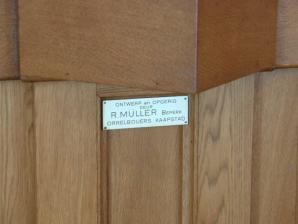 ONTWERP en OPGERIG
DEUR
R. MULLER BEPERK
ORRELBOUERS KAAPSTAD